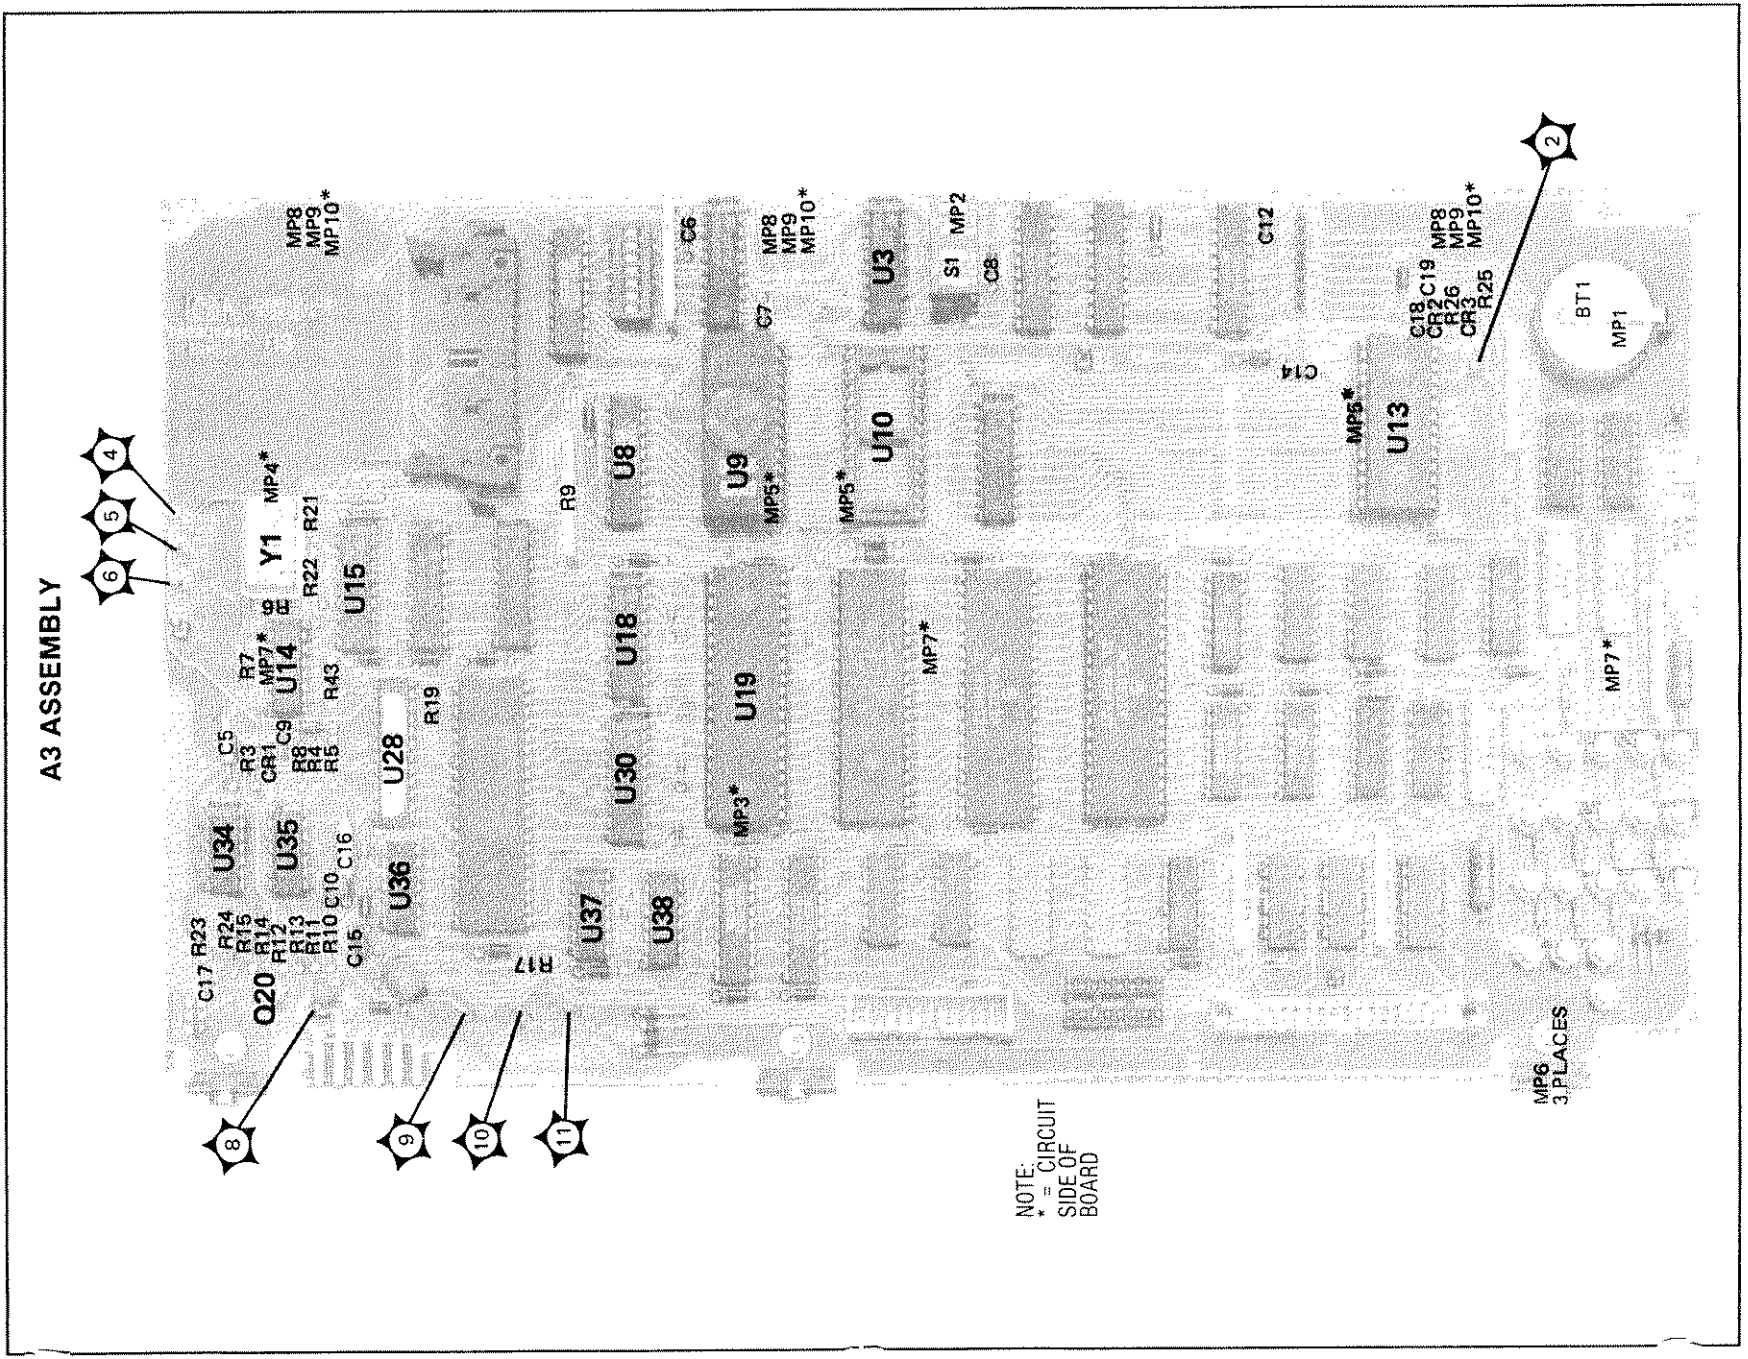 A3 ASSEMBLY
6
5
4
8
9
10
11
C17
R23
R24
R15
R14
R12
R13
R11
R10
C15
Q20
U34
U35
C10
C16
C5
R3
CR1
C9
R8
R4
R5
R7
MP7*
U14
R43
Y1
MP4*
R22
R21
MP8
MP9
MP10*
U15
U36
U28
R19
R17
R9
U37
U38
U30
U18
U8
C6
MP3*
U19
U9
MP5*
C7
MP8
MP9
MP10*
MP5*
U10
U3
MP7*
S1
MP2
C8
C12
C14
MP5*
U13
C18
CR2
C19
R26
CR3
R25
MP8
MP9
MP10*
2
BT1
MP1
MP7*
MP6
3 PLACES
NOTE:
* = CIRCUIT
SIDE OF
BOARD